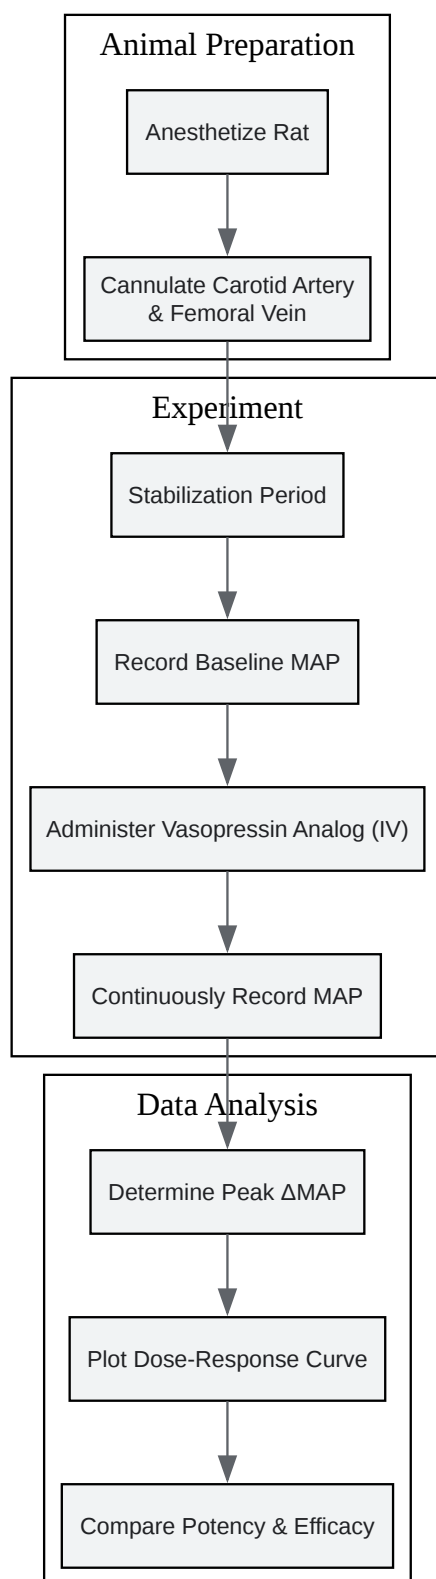 Animal Preparation
Anesthetize Rat
Cannulate Carotid Artery
& Femoral Vein
Experiment
Stabilization Period
Record Baseline MAP
Administer Vasopressin Analog (IV)
Continuously Record MAP
Data Analysis
Determine Peak ΔMAP
Plot Dose-Response Curve
Compare Potency & Efficacy